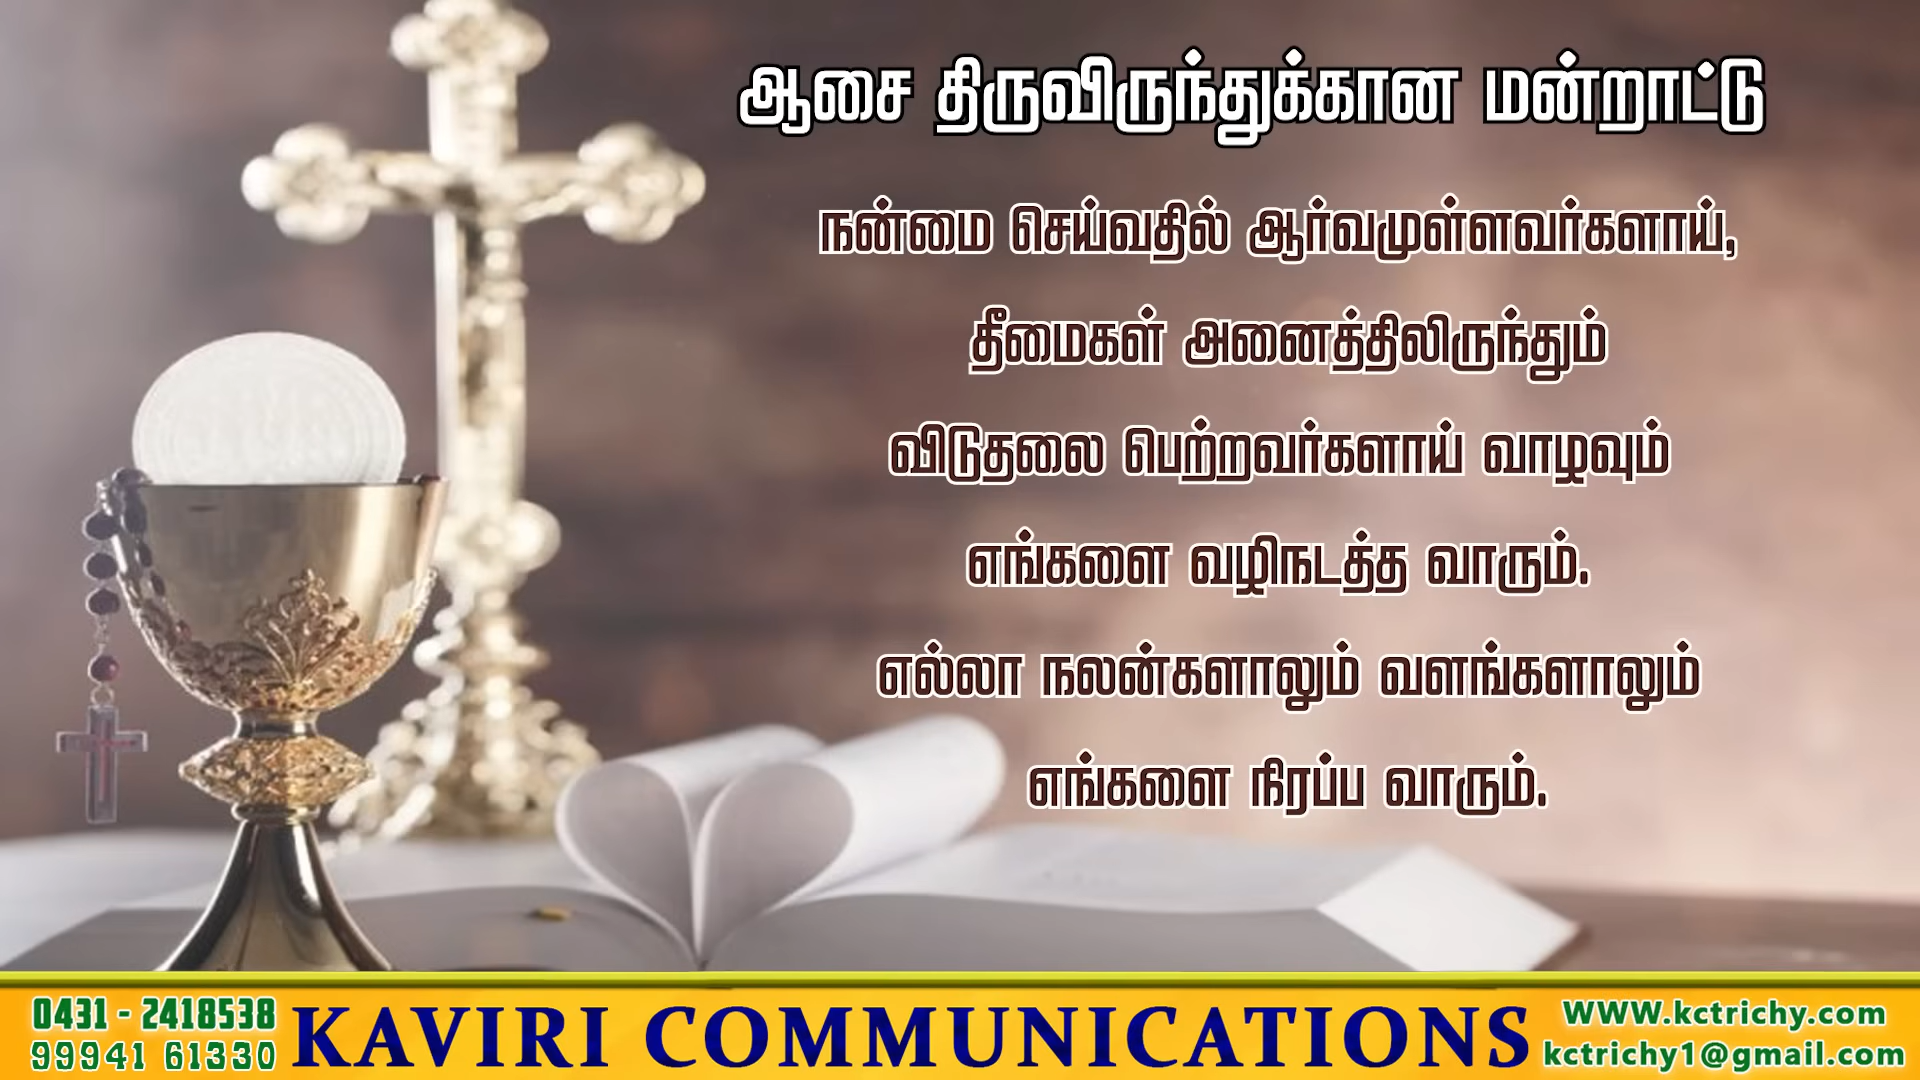 ஆசை திருவிருந்துக்கான மன்றாட்டு
நன்மை செய்வதில் ஆர்வமுள்ளவர்களாய்,
தீமைகள் அனைத்திலிருந்தும்
விடுதலை பெற்றவர்களாய் வாழவும்
எங்களை வழிநடத்த வாரும்.
எல்லா நலன்களாலும் வளங்களாலும்
எங்களை நிரப்ப வாரும்.
0431 - 2418538
99941 61330
KAVIRI COMMUNICATIONS
www.kctrichy.com
kctrichy1@gmail.com